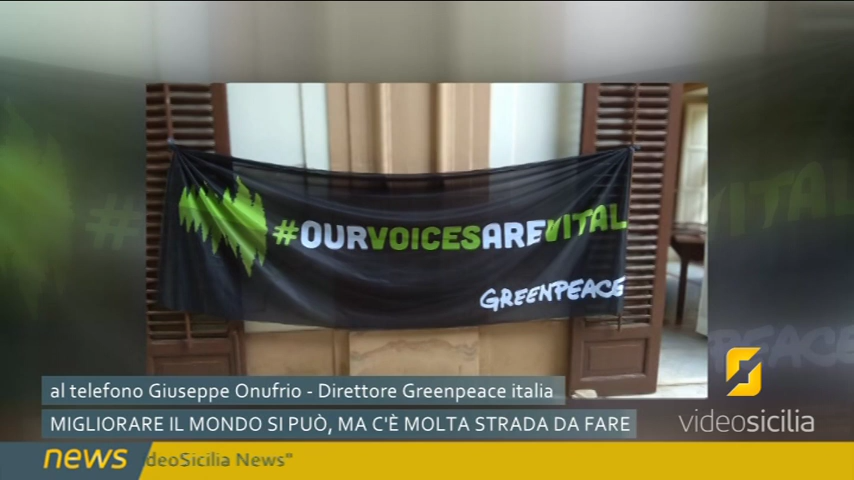 #OURVOICESAREVITAL
GREENPEACE
al telefono Giuseppe Onufrio - Direttore Greenpeace italia
MIGLIORARE IL MONDO SI PUÒ, MA C'È MOLTA STRADA DA FARE
videosicilia
news deoSicilia News"